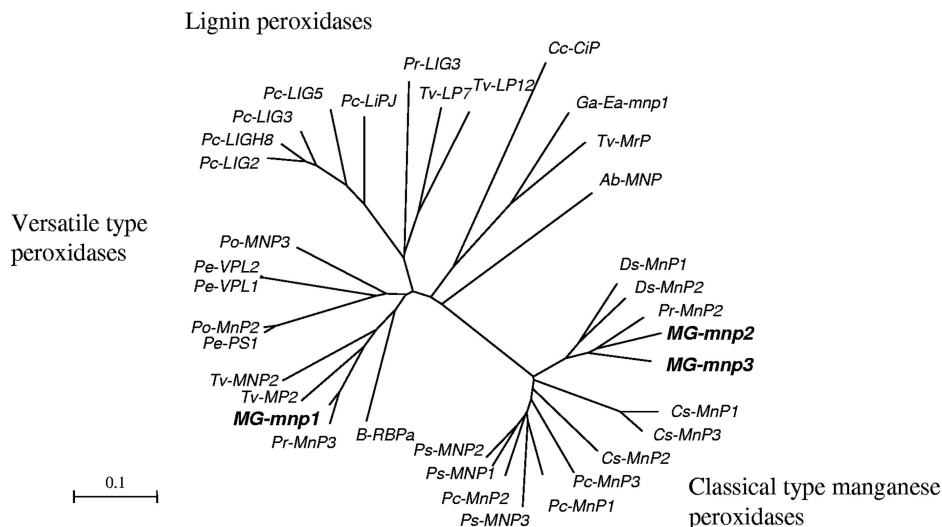 Lignin peroxidases
Cc-CiP
Pr-LIG3
Tv-LP7
Tv-LP12
Pc-LIG5
Pc-LiPJ
Ga-Ea-mnp1
Pc-LIG3
Pc-LIGH8
Tv-MrP
Pc-LIG2
Ab-MNP
Versatile type
peroxidases
Po-MNP3
Pe-VPL2
Pe-VPL1
Ds-MnP1
Ds-MnP2
Pr-MnP2
MG-mnp2
Po-MnP2
Pe-PS1
MG-mnp3
Tv-MNP2
Tv-MP2
MG-mnp1
Pr-MnP3
B-RBPa
Cs-MnP1
Cs-MnP3
Ps-MNP2
Cs-MnP2
Ps-MNP1
Pc-MnP3
Pc-MnP2
Pc-MnP1
Ps-MNP3
0.1
Classical type manganese
peroxidases